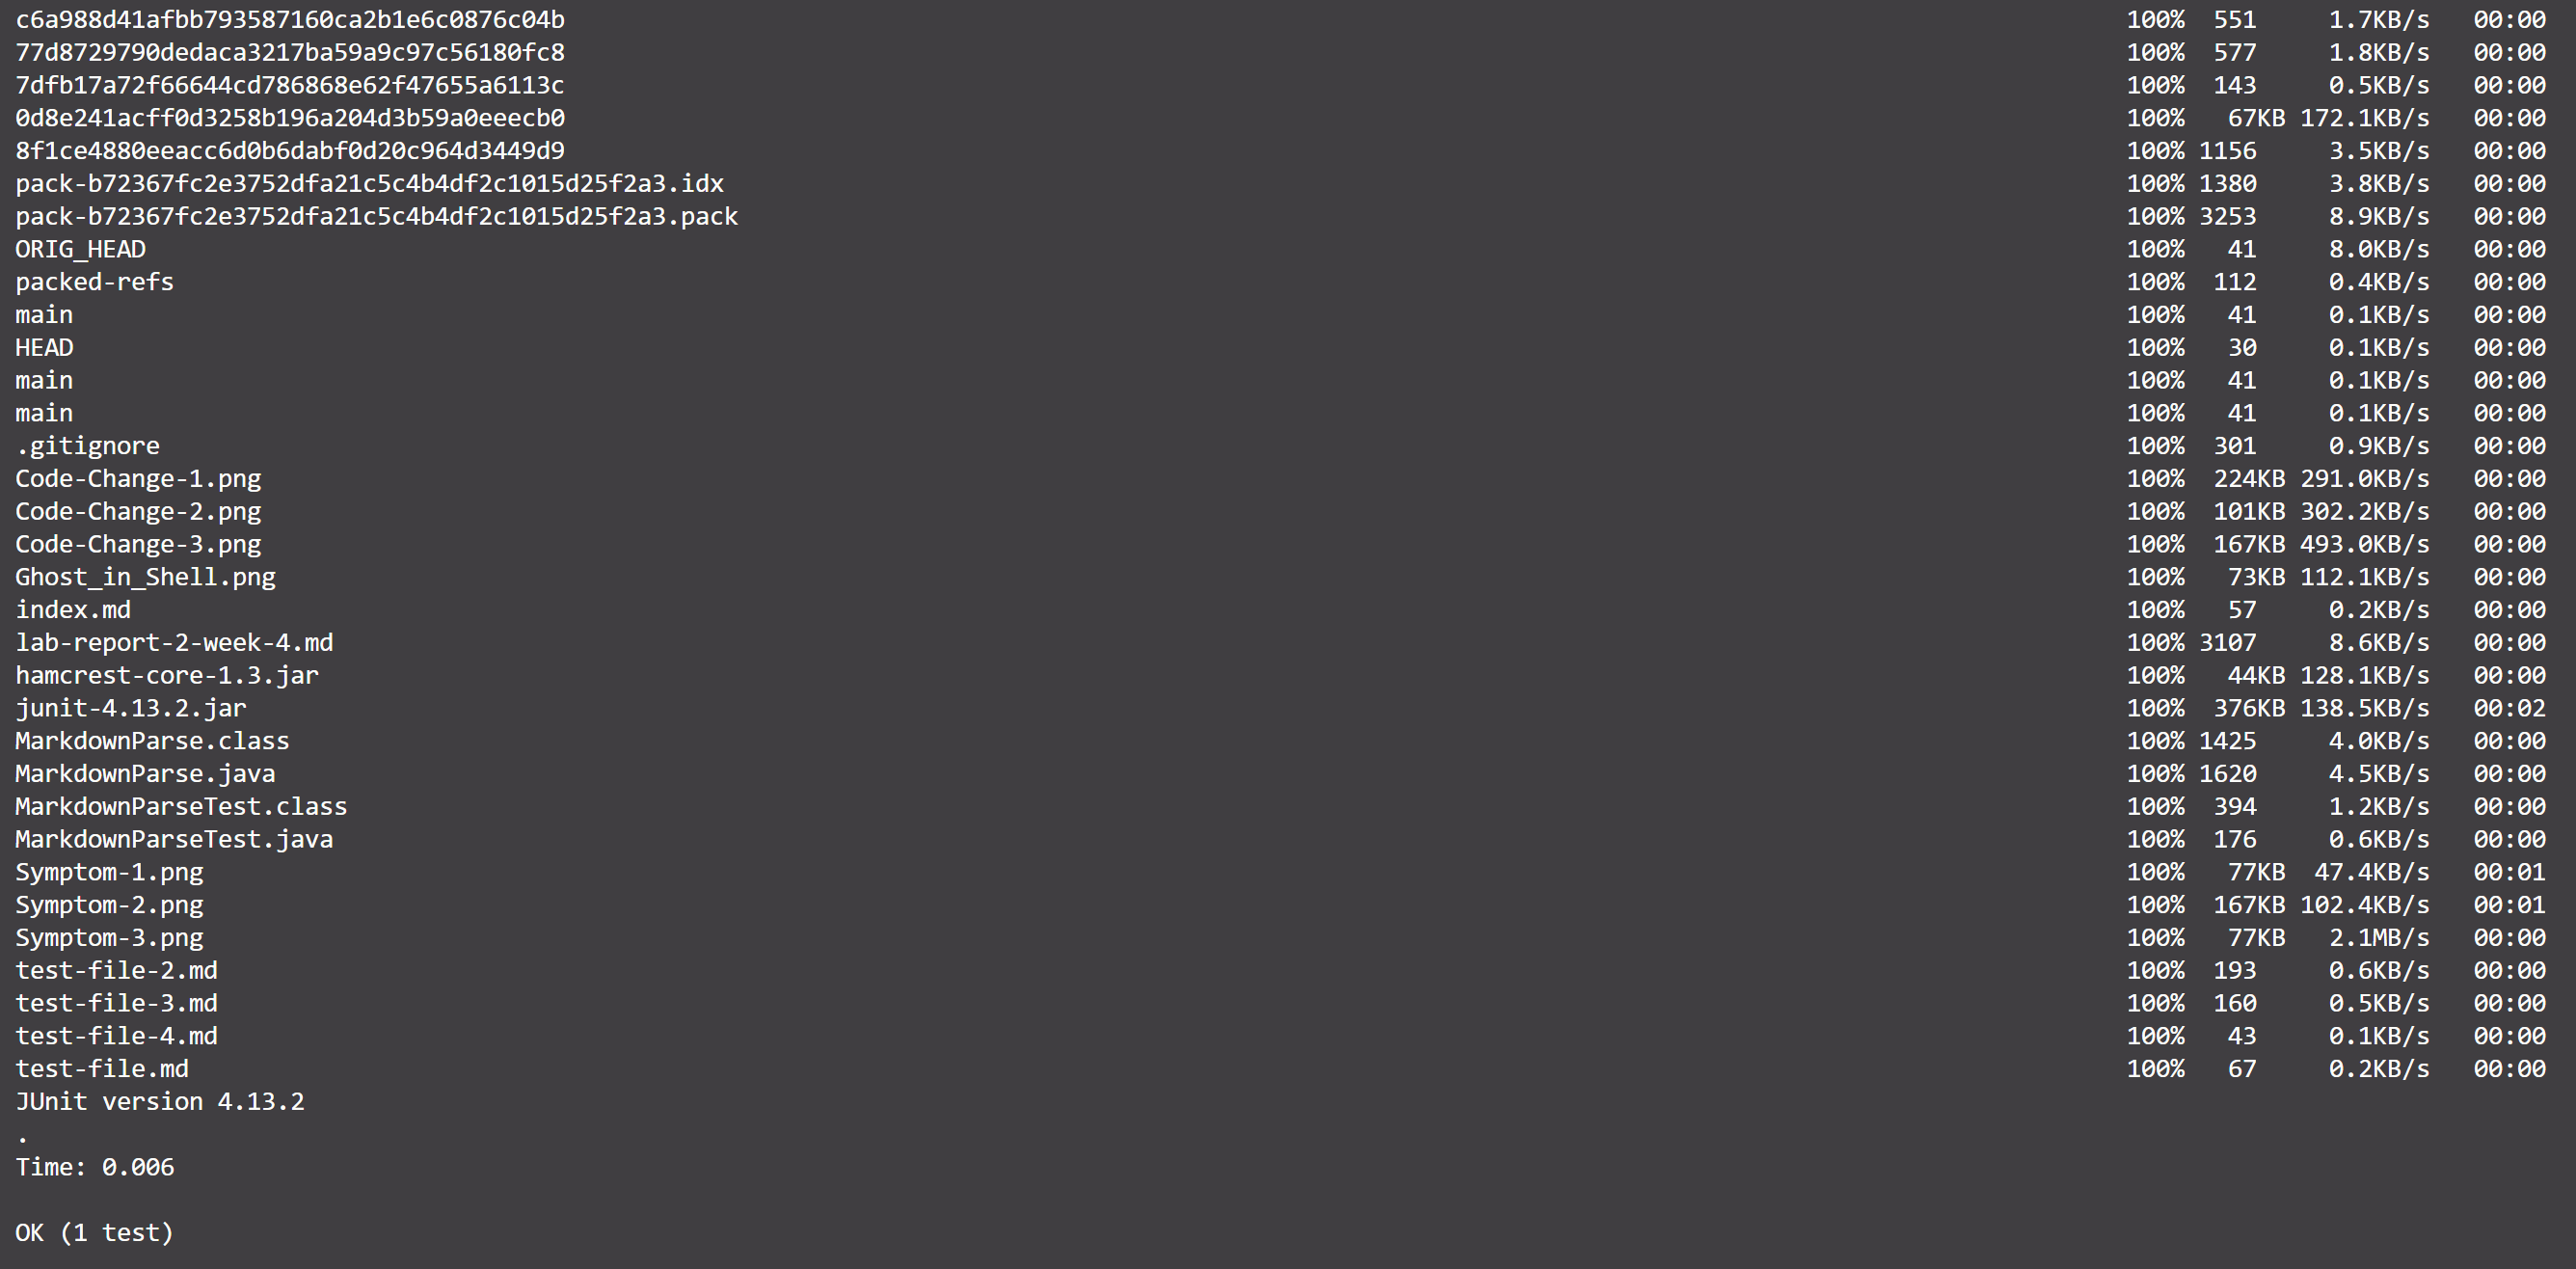 c6a988d41afbb793587160ca2b1e6c0876c04b 100% 551 1.7KB/s 00:00
77d8729790dedaca3217ba59a9c97c56180fc8 100% 577 1.8KB/s 00:00
7dfb17a72f66644cd786868e62f47655a6113c 100% 143 0.5KB/s 00:00
0d8e241acff0d3258b196a204d3b59a0eeecb0 100% 67KB 172.1KB/s 00:00
8f1ce4880eeacc6d0b6dabf0d20c964d3449d9 100% 1156 3.5KB/s 00:00
pack-b72367fc2e3752dfa21c5c4b4df2c1015d25f2a3.idx 100% 1380 3.8KB/s 00:00
pack-b72367fc2e3752dfa21c5c4b4df2c1015d25f2a3.pack 100% 3253 8.9KB/s 00:00
ORIG_HEAD 100% 41 8.0KB/s 00:00
packed-refs 100% 112 0.4KB/s 00:00
main 100% 41 0.1KB/s 00:00
HEAD 100% 30 0.1KB/s 00:00
main 100% 41 0.1KB/s 00:00
main 100% 41 0.1KB/s 00:00
.gitignore 100% 301 0.9KB/s 00:00
Code-Change-1.png 100% 224KB 291.0KB/s 00:00
Code-Change-2.png 100% 101KB 302.2KB/s 00:00
Code-Change-3.png 100% 167KB 493.0KB/s 00:00
Ghost_in_Shell.png 100% 73KB 112.1KB/s 00:00
index.md 100% 57 0.2KB/s 00:00
lab-report-2-week-4.md 100% 3107 8.6KB/s 00:00
hamcrest-core-1.3.jar 100% 44KB 128.1KB/s 00:00
junit-4.13.2.jar 100% 376KB 138.5KB/s 00:02
MarkdownParse.class 100% 1425 4.0KB/s 00:00
MarkdownParse.java 100% 1620 4.5KB/s 00:00
MarkdownParseTest.class 100% 394 1.2KB/s 00:00
MarkdownParseTest.java 100% 176 0.6KB/s 00:00
Symptom-1.png 100% 77KB 47.4KB/s 00:01
Symptom-2.png 100% 167KB 102.4KB/s 00:01
Symptom-3.png 100% 77KB 2.1MB/s 00:00
test-file-2.md 100% 193 0.6KB/s 00:00
test-file-3.md 100% 160 0.5KB/s 00:00
test-file-4.md 100% 43 0.1KB/s 00:00
test-file.md 100% 67 0.2KB/s 00:00
JUnit version 4.13.2
.
Time: 0.006
OK (1 test)